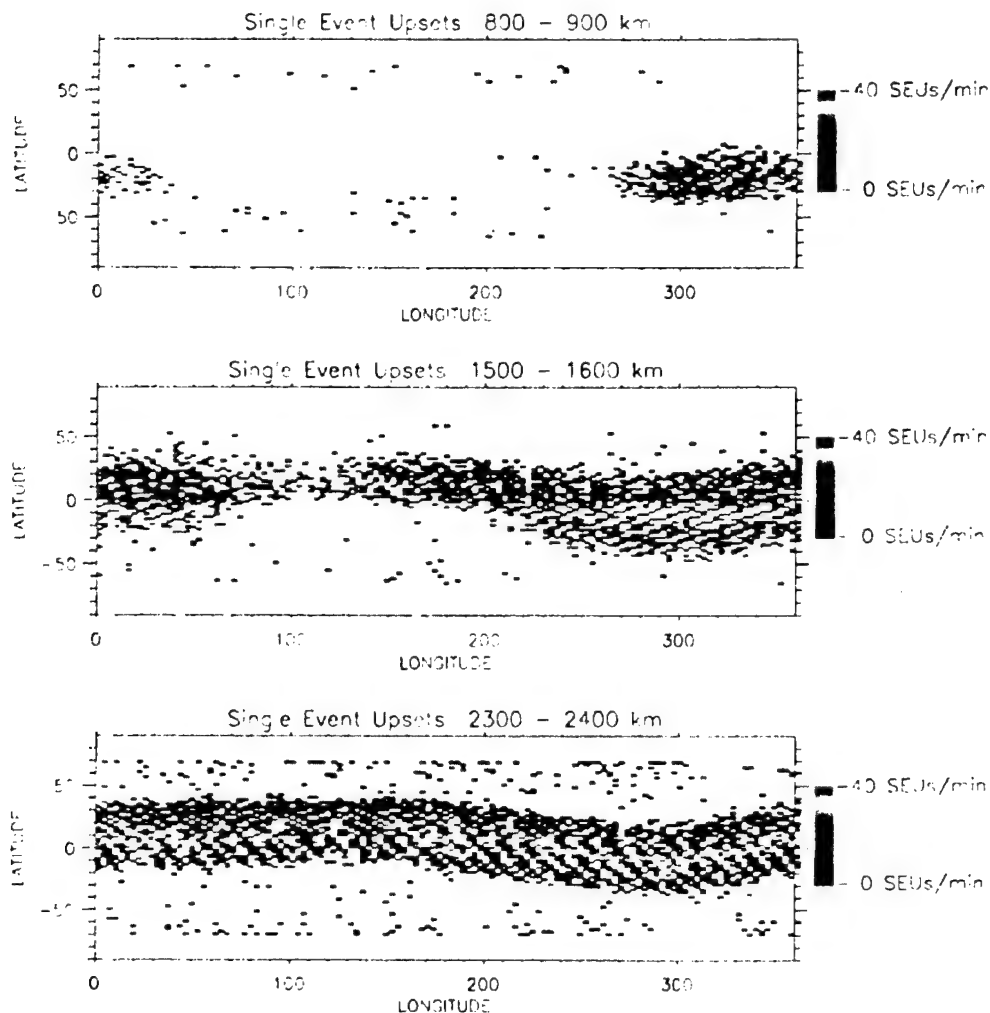 Single Event Upsets 800 – 900 km
50
0
50
LATITUDE
0
100
200
300
LONGITUDE
–40 SEUs/min
– 0 SEUs/min
Single Event Upsets 1500 – 1600 km
50
0
–50
LATITUDE
0
100
200
300
LONGITUDE
–40 SEUs/min
– 0 SEUs/min
Single Event Upsets 2300 – 2400 km
50
0
–50
LATITUDE
0
100
200
300
LONGITUDE
–40 SEUs/min
– 0 SEUs/min